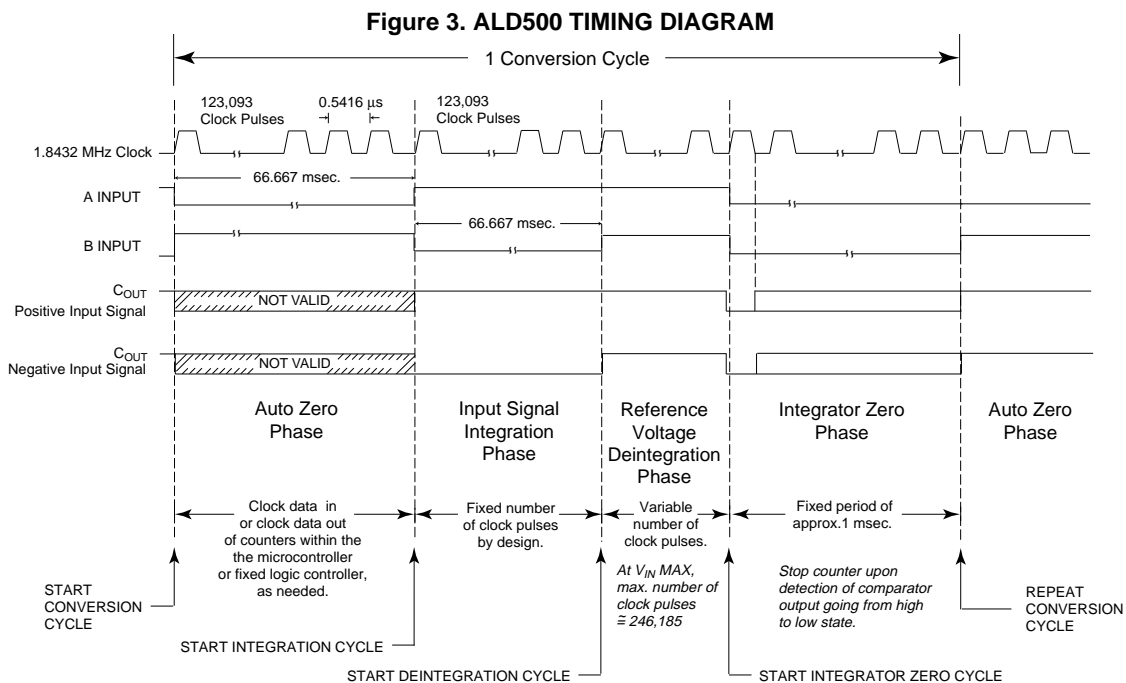 Figure 3. ALD500 TIMING DIAGRAM
1 Conversion Cycle
123,093
Clock Pulses
0.5416 µs
123,093
Clock Pulses
1.8432 MHz Clock
66.667 msec.
A INPUT
66.667 msec.
B INPUT
COUT
Positive Input Signal
NOT VALID
COUT
Negative Input Signal
NOT VALID
Auto Zero
Phase
Input Signal
Integration
Phase
Reference
Voltage
Deintegration
Phase
Integrator Zero
Phase
Auto Zero
Phase
Clock data in
or clock data out
of counters within the
the microcontroller
or fixed logic controller,
as needed.
Fixed number
of clock pulses
by design.
Variable
number of
clock pulses.
At VIN MAX,
max. number of
clock pulses
≅ 246,185
Fixed period of
approx.1 msec.
Stop counter upon
detection of comparator
output going from high
to low state.
START
CONVERSION
CYCLE
REPEAT
CONVERSION
CYCLE
START INTEGRATION CYCLE
START DEINTEGRATION CYCLE
START INTEGRATOR ZERO CYCLE